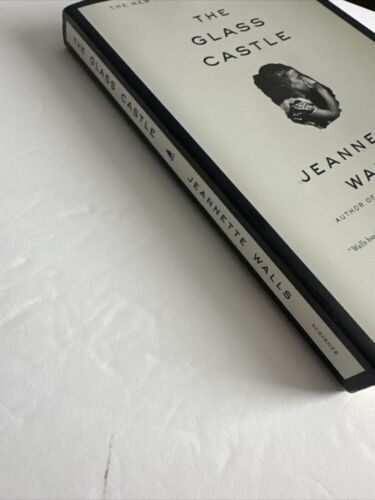 THE NEW
THE
GLASS
CASTLE
JEANNE
WA
AUTHOR OF
"Walls has
THE GLASS CASTLE
JEANNETTE WALLS
SCRIBNER